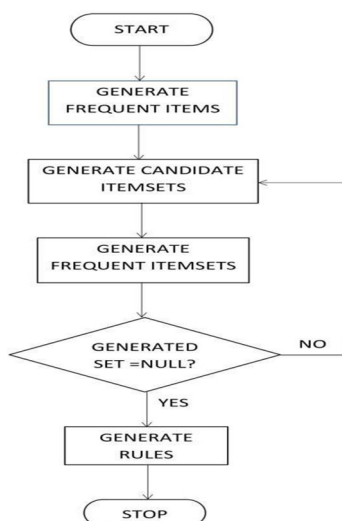 START
GENERATE
FREQUENT ITEMS
GENERATE CANDIDATE
ITEMSETS
GENERATE
FREQUENT ITEMSETS
GENERATED
SET =NULL?
NO
YES
GENERATE
RULES
STOP